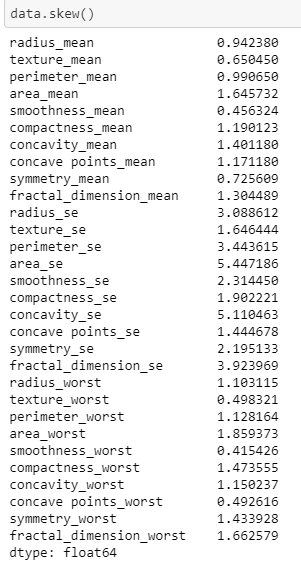 data.skew()
radius_mean 0.942380
texture_mean 0.650450
perimeter_mean 0.990650
area_mean 1.645732
smoothness_mean 0.456324
compactness_mean 1.190123
concavity_mean 1.401180
concave points_mean 1.171180
symmetry_mean 0.725609
fractal_dimension_mean 1.304489
radius_se 3.088612
texture_se 1.646444
perimeter_se 3.443615
area_se 5.447186
smoothness_se 2.314450
compactness_se 1.902221
concavity_se 5.110463
concave points_se 1.444678
symmetry_se 2.195133
fractal_dimension_se 3.923969
radius_worst 1.103115
texture_worst 0.498321
perimeter_worst 1.128164
area_worst 1.859373
smoothness_worst 0.415426
compactness_worst 1.473555
concavity_worst 1.150237
concave points_worst 0.492616
symmetry_worst 1.433928
fractal_dimension_worst 1.662579
dtype: float64